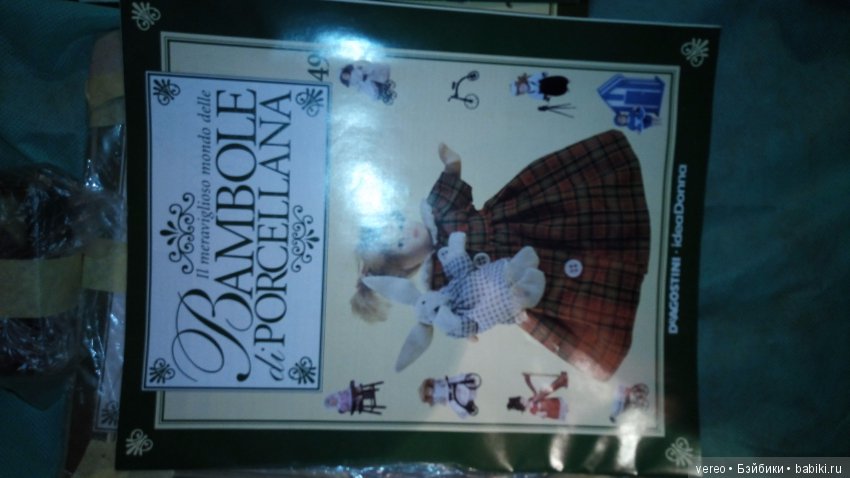 Il meraviglioso mondo delle
BAMBOLE
di PORCELLANA
49
DeAGOSTINI • ideaDonna
vereo • Бэйбики • babiki.ru